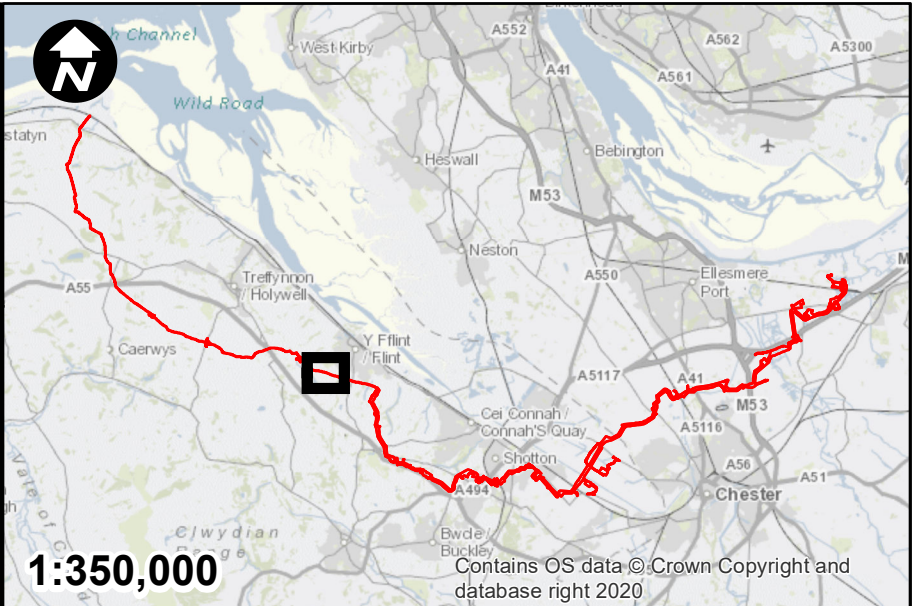 A552
A562
A5300
Channel
West Kirby
A41
A561
N
Wild Road
statyn
Heswall
Bebington
M53
Neston
A550
Ellesmere
Port
Treffynnon
/ Holywell
A55
Y Fflint
/ Flint
Caerwys
A5117
A41
M53
Cei Connah /
Connah'S Quay
A5116
Shotton
A56
A51
A494
Chester
Clwydian
Range
Bwcle /
Buckley
1:350,000
Contains OS data © Crown Copyright and
database right 2020